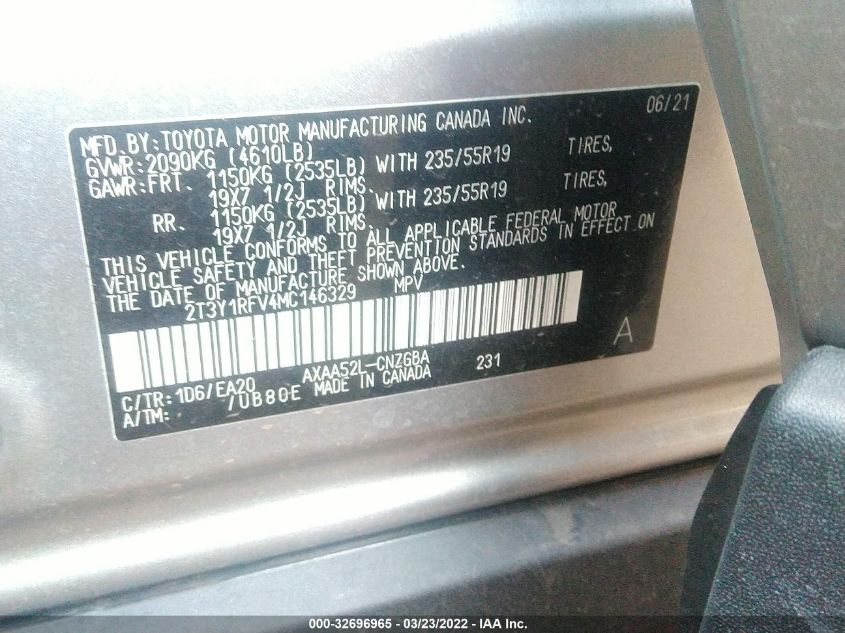 06/21
MFD.BY:TOYOTA MOTOR MANUFACTURING CANADA INC.
GVWR:2090KG (4610LB)
GAWR:FRT. 1150KG (2535LB) WITH 235/55R19 TIRES,
19X7 1/2J RIMS.
RR. 1150KG (2535LB) WITH 235/55R19 TIRES,
19X7 1/2J RIMS.
THIS VEHICLE CONFORMS TO ALL APPLICABLE FEDERAL MOTOR
VEHICLE SAFETY AND THEFT PREVENTION STANDARDS IN EFFECT ON
THE DATE OF MANUFACTURE SHOWN ABOVE.
2T3Y1RFV4MC146329 MPV
A
C/TR:1D6/EA20 AXAA52L-CNZGBA 231
A/TM: /UB80E MADE IN CANADA
000-32696965 - 03/23/2022 - IAA Inc.